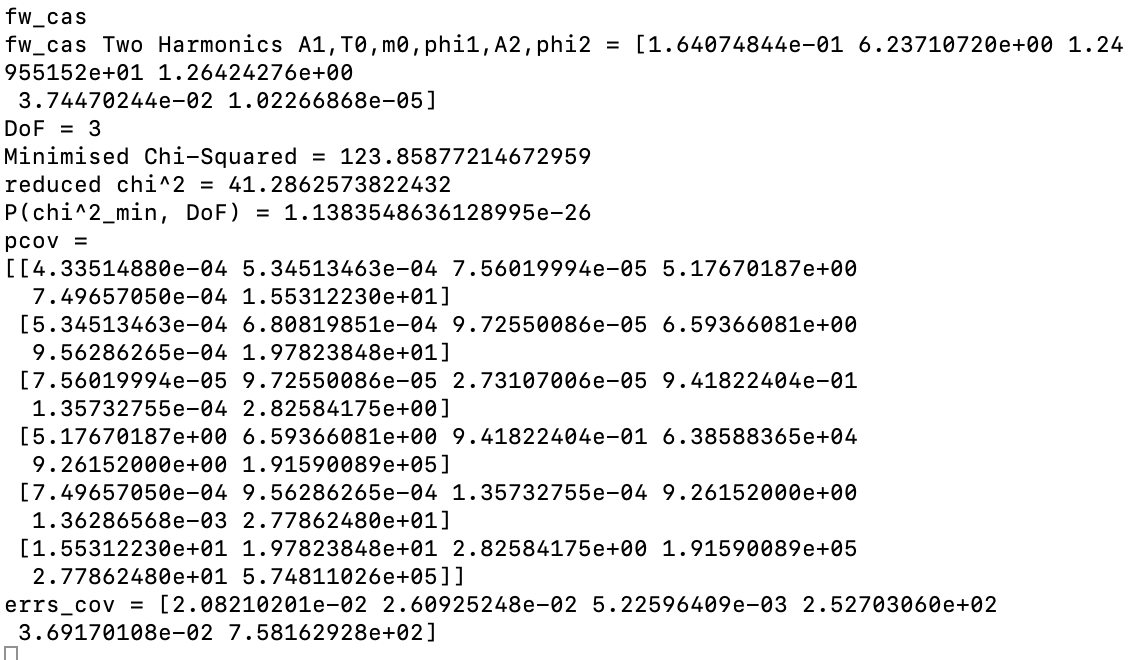 fw_cas
fw_cas Two Harmonics A1,T0,m0,phi1,A2,phi2 = [1.64074844e-01 6.23710720e+00 1.24
955152e+01 1.26424276e+00
 3.74470244e-02 1.02266868e-05]
DoF = 3
Minimised Chi-Squared = 123.85877214672959
reduced chi^2 = 41.2862573822432
P(chi^2_min, DoF) = 1.1383548636128995e-26
pcov =
[[4.33514880e-04 5.34513463e-04 7.56019994e-05 5.17670187e+00
  7.49657050e-04 1.55312230e+01]
 [5.34513463e-04 6.80819851e-04 9.72550086e-05 6.59366081e+00
  9.56286265e-04 1.97823848e+01]
 [7.56019994e-05 9.72550086e-05 2.73107006e-05 9.41822404e-01
  1.35732755e-04 2.82584175e+00]
 [5.17670187e+00 6.59366081e+00 9.41822404e-01 6.38588365e+04
  9.26152000e+00 1.91590089e+05]
 [7.49657050e-04 9.56286265e-04 1.35732755e-04 9.26152000e+00
  1.36286568e-03 2.77862480e+01]
 [1.55312230e+01 1.97823848e+01 2.82584175e+00 1.91590089e+05
  2.77862480e+01 5.74811026e+05]]
errs_cov = [2.08210201e-02 2.60925248e-02 5.22596409e-03 2.52703060e+02
 3.69170108e-02 7.58162928e+02]